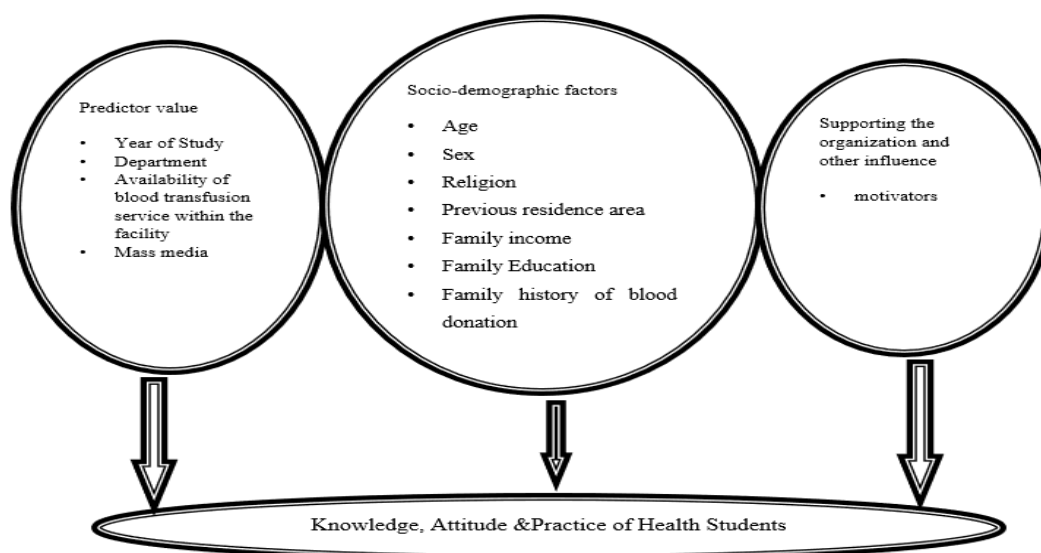 Predictor value
• Year of Study
• Department
• Availability of
blood transfusion
service within the
facility
• Mass media
Socio-demographic factors
• Age
• Sex
• Religion
• Previous residence area
• Family income
• Family Education
• Family history of blood
donation
Supporting the
organization and
other influence
• motivators
Knowledge, Attitude &Practice of Health Students